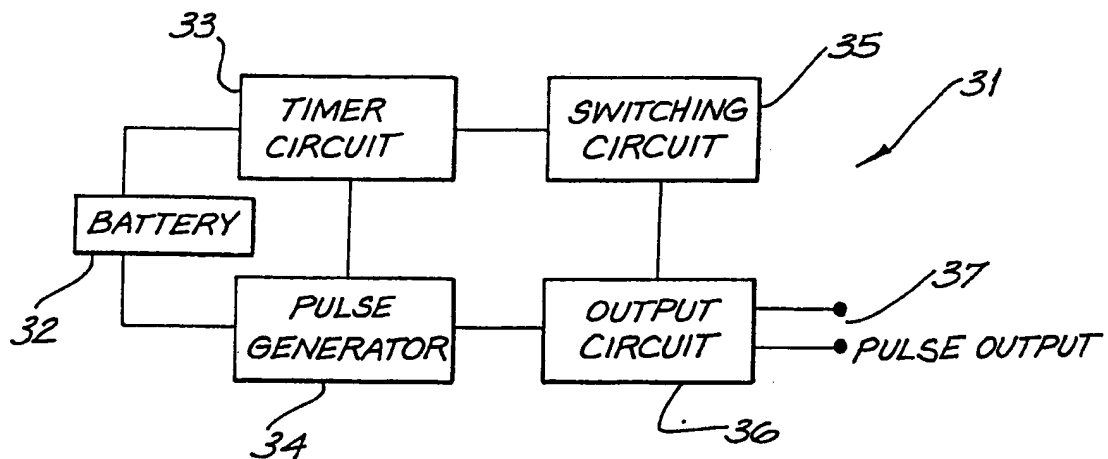 33
TIMER
CIRCUIT
SWITCHING
CIRCUIT
35
31
BATTERY
32
PULSE
GENERATOR
34
OUTPUT
CIRCUIT
36
37
PULSE OUTPUT